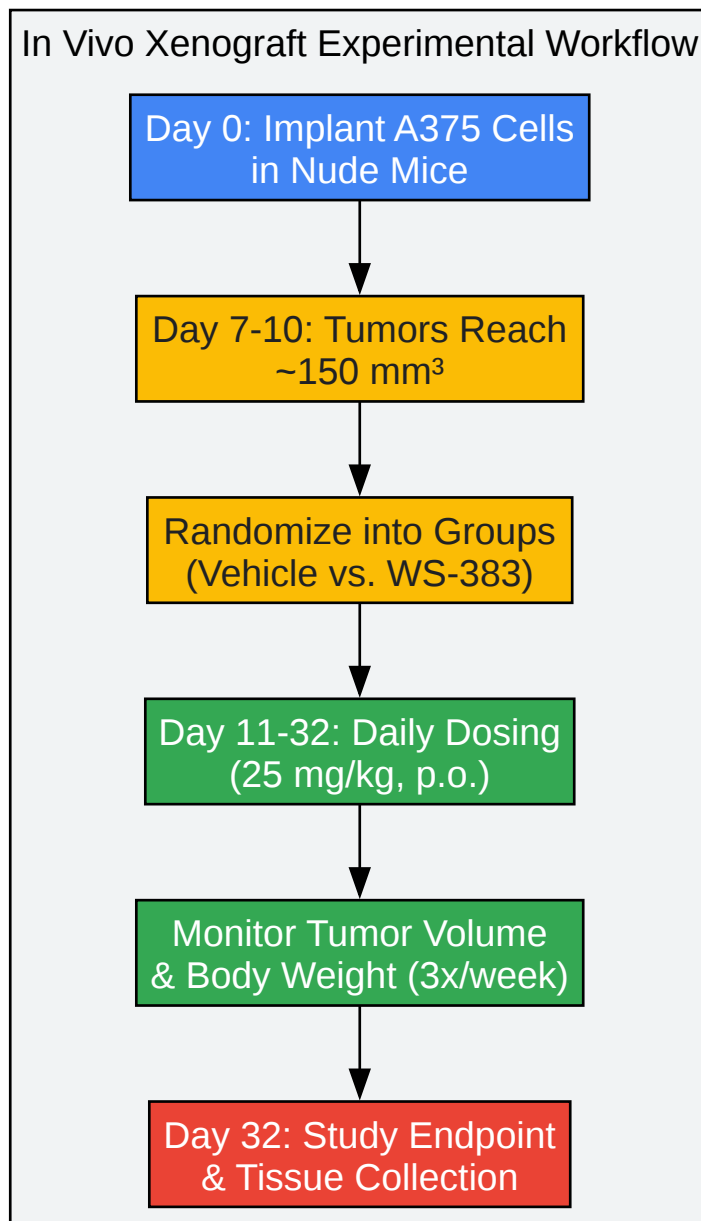 In Vivo Xenograft Experimental Workflow
Day 0: Implant A375 Cells
in Nude Mice
Day 7-10: Tumors Reach
~150 mm³
Randomize into Groups
(Vehicle vs. WS-383)
Day 11-32: Daily Dosing
(25 mg/kg, p.o.)
Monitor Tumor Volume
& Body Weight (3x/week)
Day 32: Study Endpoint
& Tissue Collection